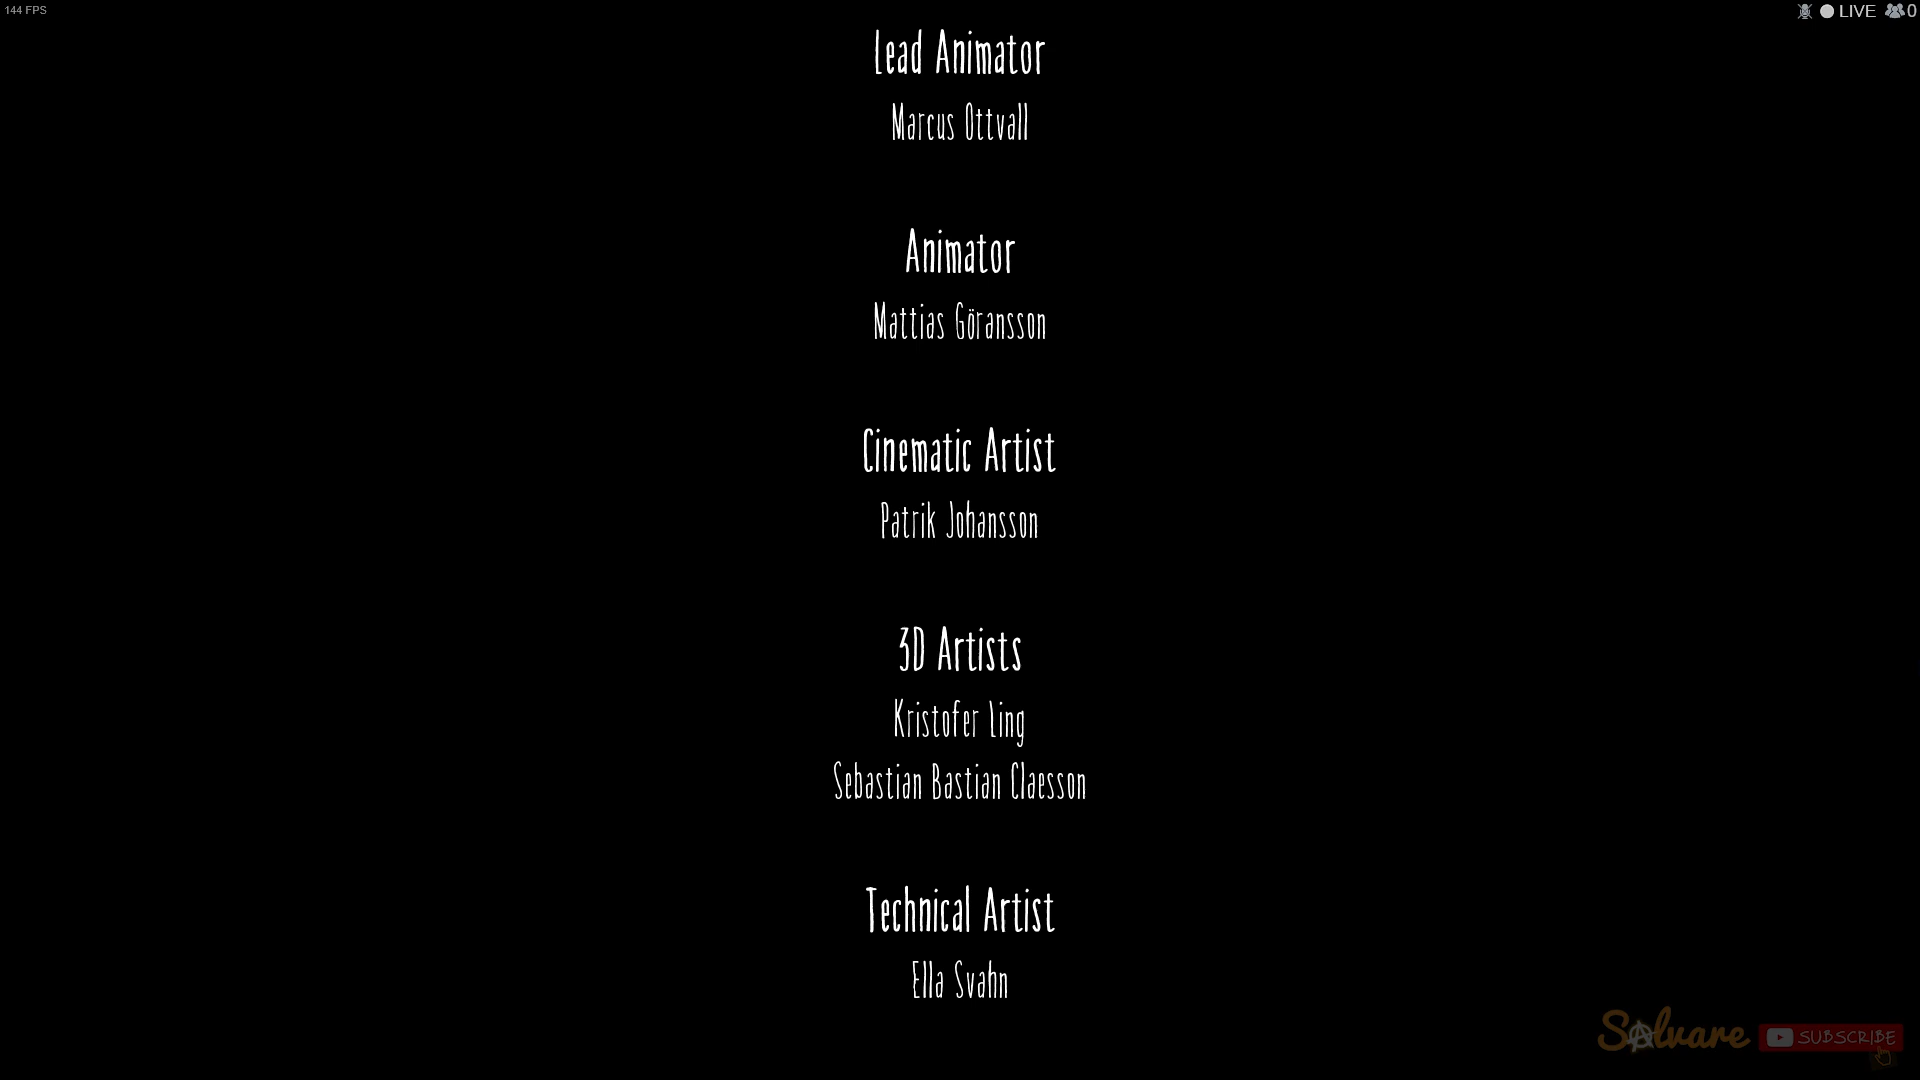 144 FPS
LIVE 0
Lead Animator
Marcus Ottvall
Animator
Mattias Göransson
Cinematic Artist
Patrik Johansson
3D Artists
Kristofer Ling
Sebastian Bastian Claesson
Technical Artist
Ella Svahn
Salvare SUBSCRIBE